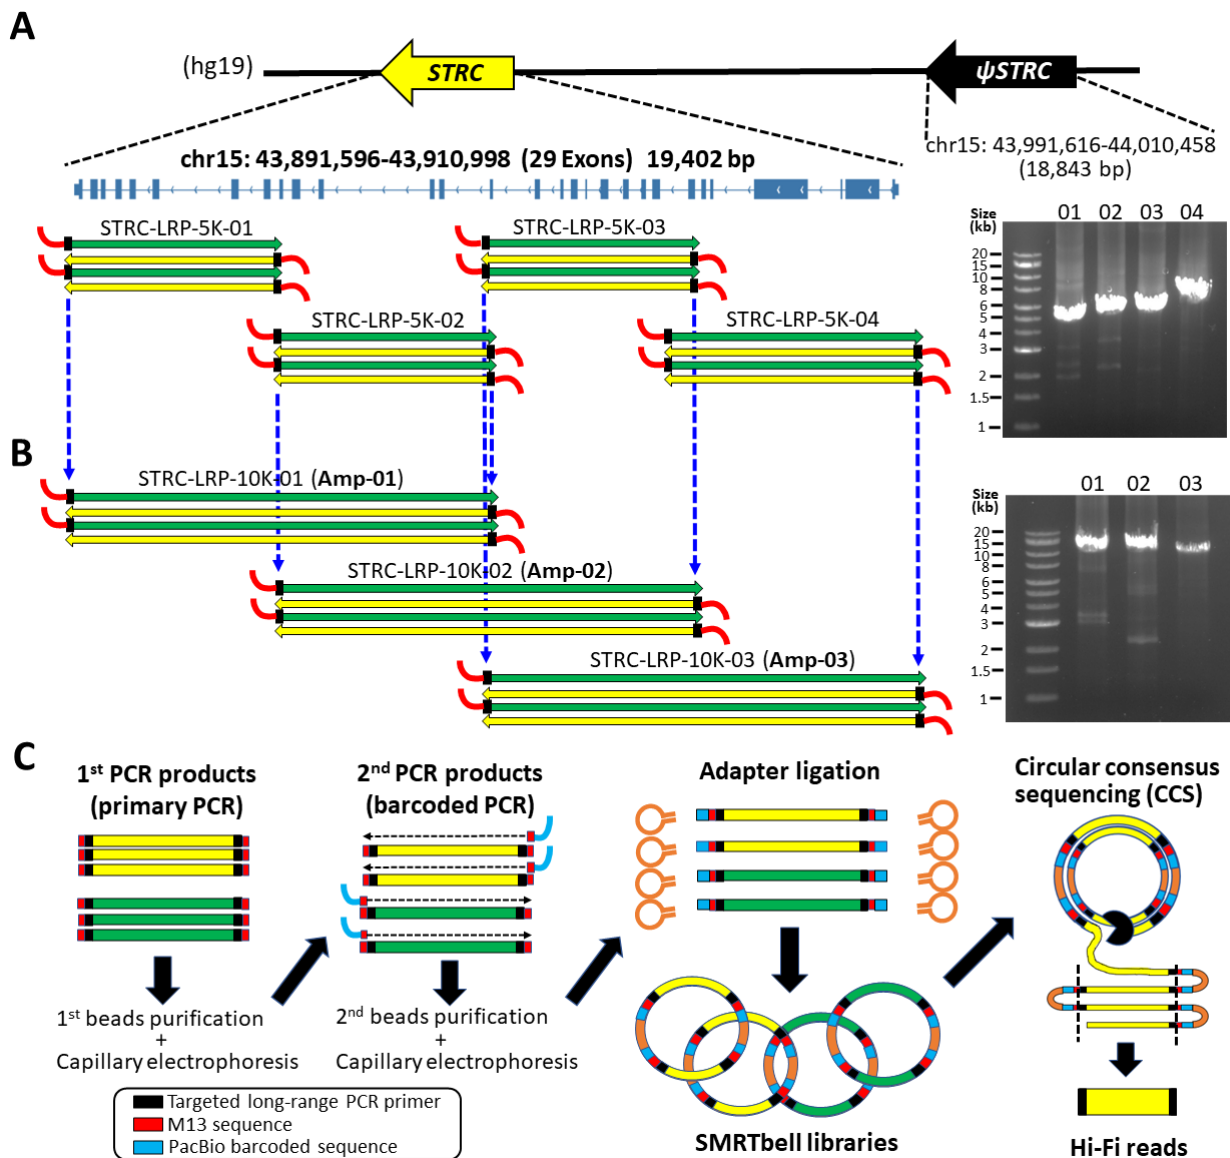 A
(hg19)
STRC
ψSTRC
chr15: 43,891,596-43,910,998 (29 Exons) 19,402 bp
chr15: 43,991,616-44,010,458
(18,843 bp)
STRC-LRP-5K-01
STRC-LRP-5K-03
STRC-LRP-5K-02
STRC-LRP-5K-04
Size
(kb)
01 02 03 04
20
15
10
8
6
5
4
3
2
1.5
1
B
STRC-LRP-10K-01 (Amp-01)
STRC-LRP-10K-02 (Amp-02)
STRC-LRP-10K-03 (Amp-03)
Size
(kb)
01 02 03
20
15
10
8
6
5
4
3
2
1.5
1
C
1st PCR products
(primary PCR)
1st beads purification
+
Capillary electrophoresis
2nd PCR products
(barcoded PCR)
2nd beads purification
+
Capillary electrophoresis
Adapter ligation
SMRTbell libraries
Circular consensus
sequencing (CCS)
Hi-Fi reads
Targeted long-range PCR primer
M13 sequence
PacBio barcoded sequence